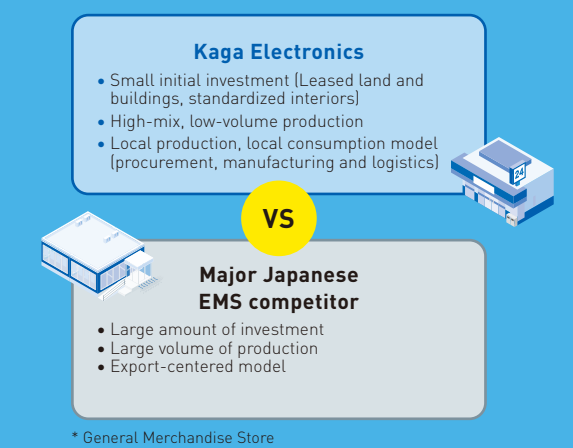 Kaga Electronics
• Small initial investment (Leased land and
buildings, standardized interiors)
• High-mix, low-volume production
• Local production, local consumption model
(procurement, manufacturing and logistics)
24
VS
Major Japanese
EMS competitor
• Large amount of investment
• Large volume of production
• Export-centered model
* General Merchandise Store